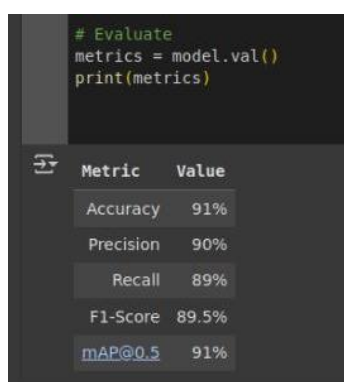 # Evaluate
metrics = model.val()
print(metrics)
Metric Value
Accuracy 91%
Precision 90%
Recall 89%
F1-Score 89.5%
mAP@0.5 91%